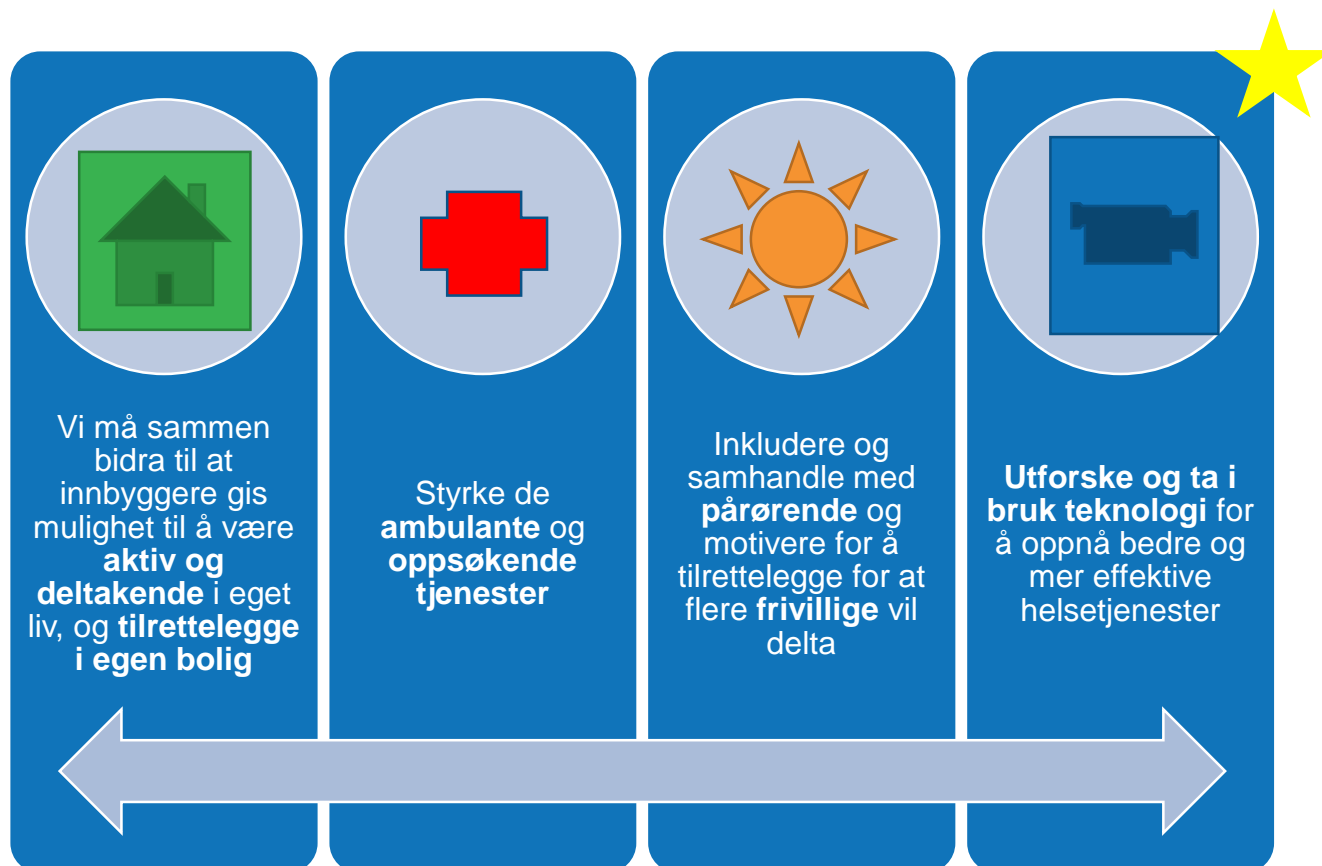 Vi må sammen
bidra til at
innbyggere gis
mulighet til å være
aktiv og
deltakende i eget
liv, og tilrettelegge
i egen bolig
Styrke de
ambulante og
oppsøkende
tjenester
Inkludere og
samhandle med
pårørende og
motivere for å
tilrettelegge for at
flere frivillige vil
delta
Utforske og ta i
bruk teknologi for
å oppnå bedre og
mer effektive
helsetjenester